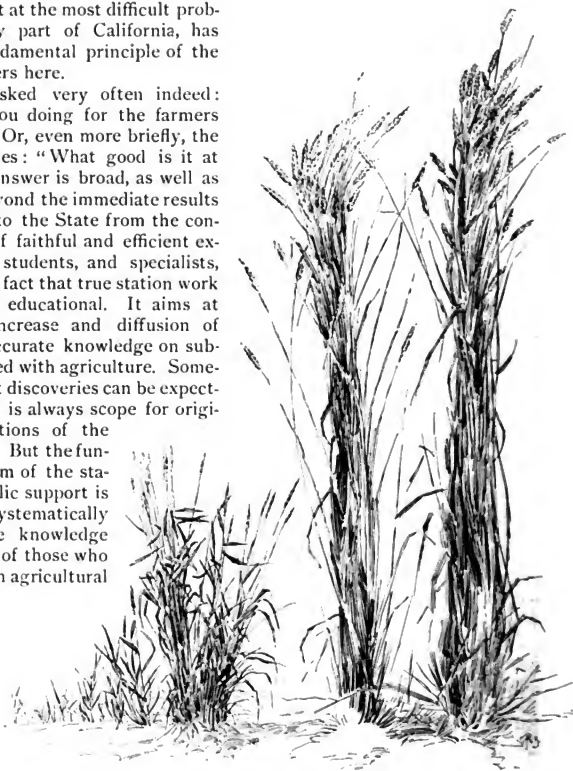 t at the most difficult prob-
y part of California, has
damental principle of the
ers here.
sked very often indeed:
ou doing for the farmers
Or, even more briefly, the
es: “What good is it at
nswer is broad, as well as
yond the immediate results
to the State from the con-
f faithful and efficient ex-
students, and specialists,
fact that true station work
educational. It aims at
ncrease and diffusion of
ccurate knowledge on sub-
ed with agriculture. Some-
t discoveries can be expect-
is always scope for origi-
tions of the
But the fun-
m of the sta-
lic support is
ystematically
e knowledge
of those who
n agricultural